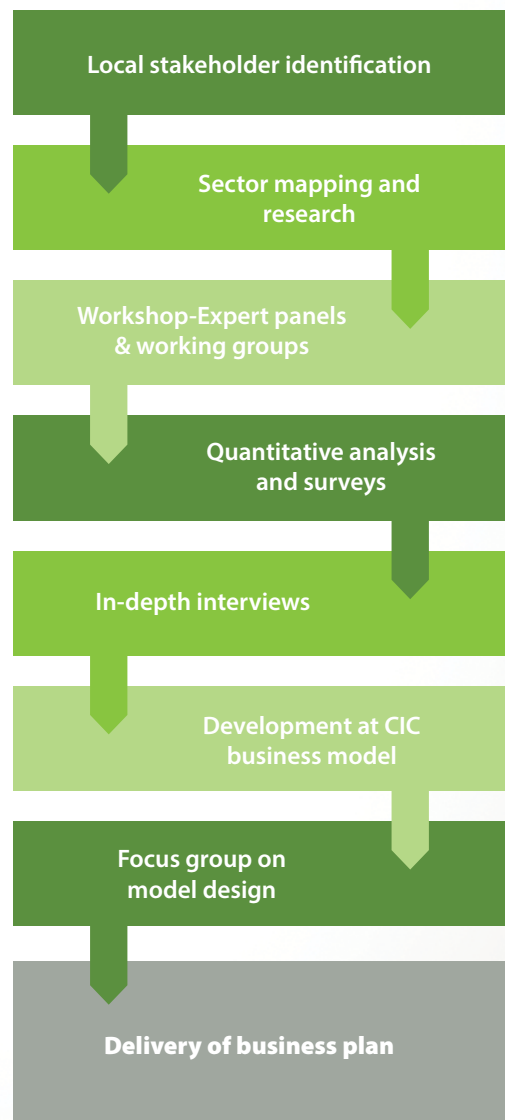 Local stakeholder identification
Sector mapping and
research
Workshop-Expert panels
& working groups
Quantitative analysis
and surveys
In-depth interviews
Development at CIC
business model
Focus group on
model design
Delivery of business plan